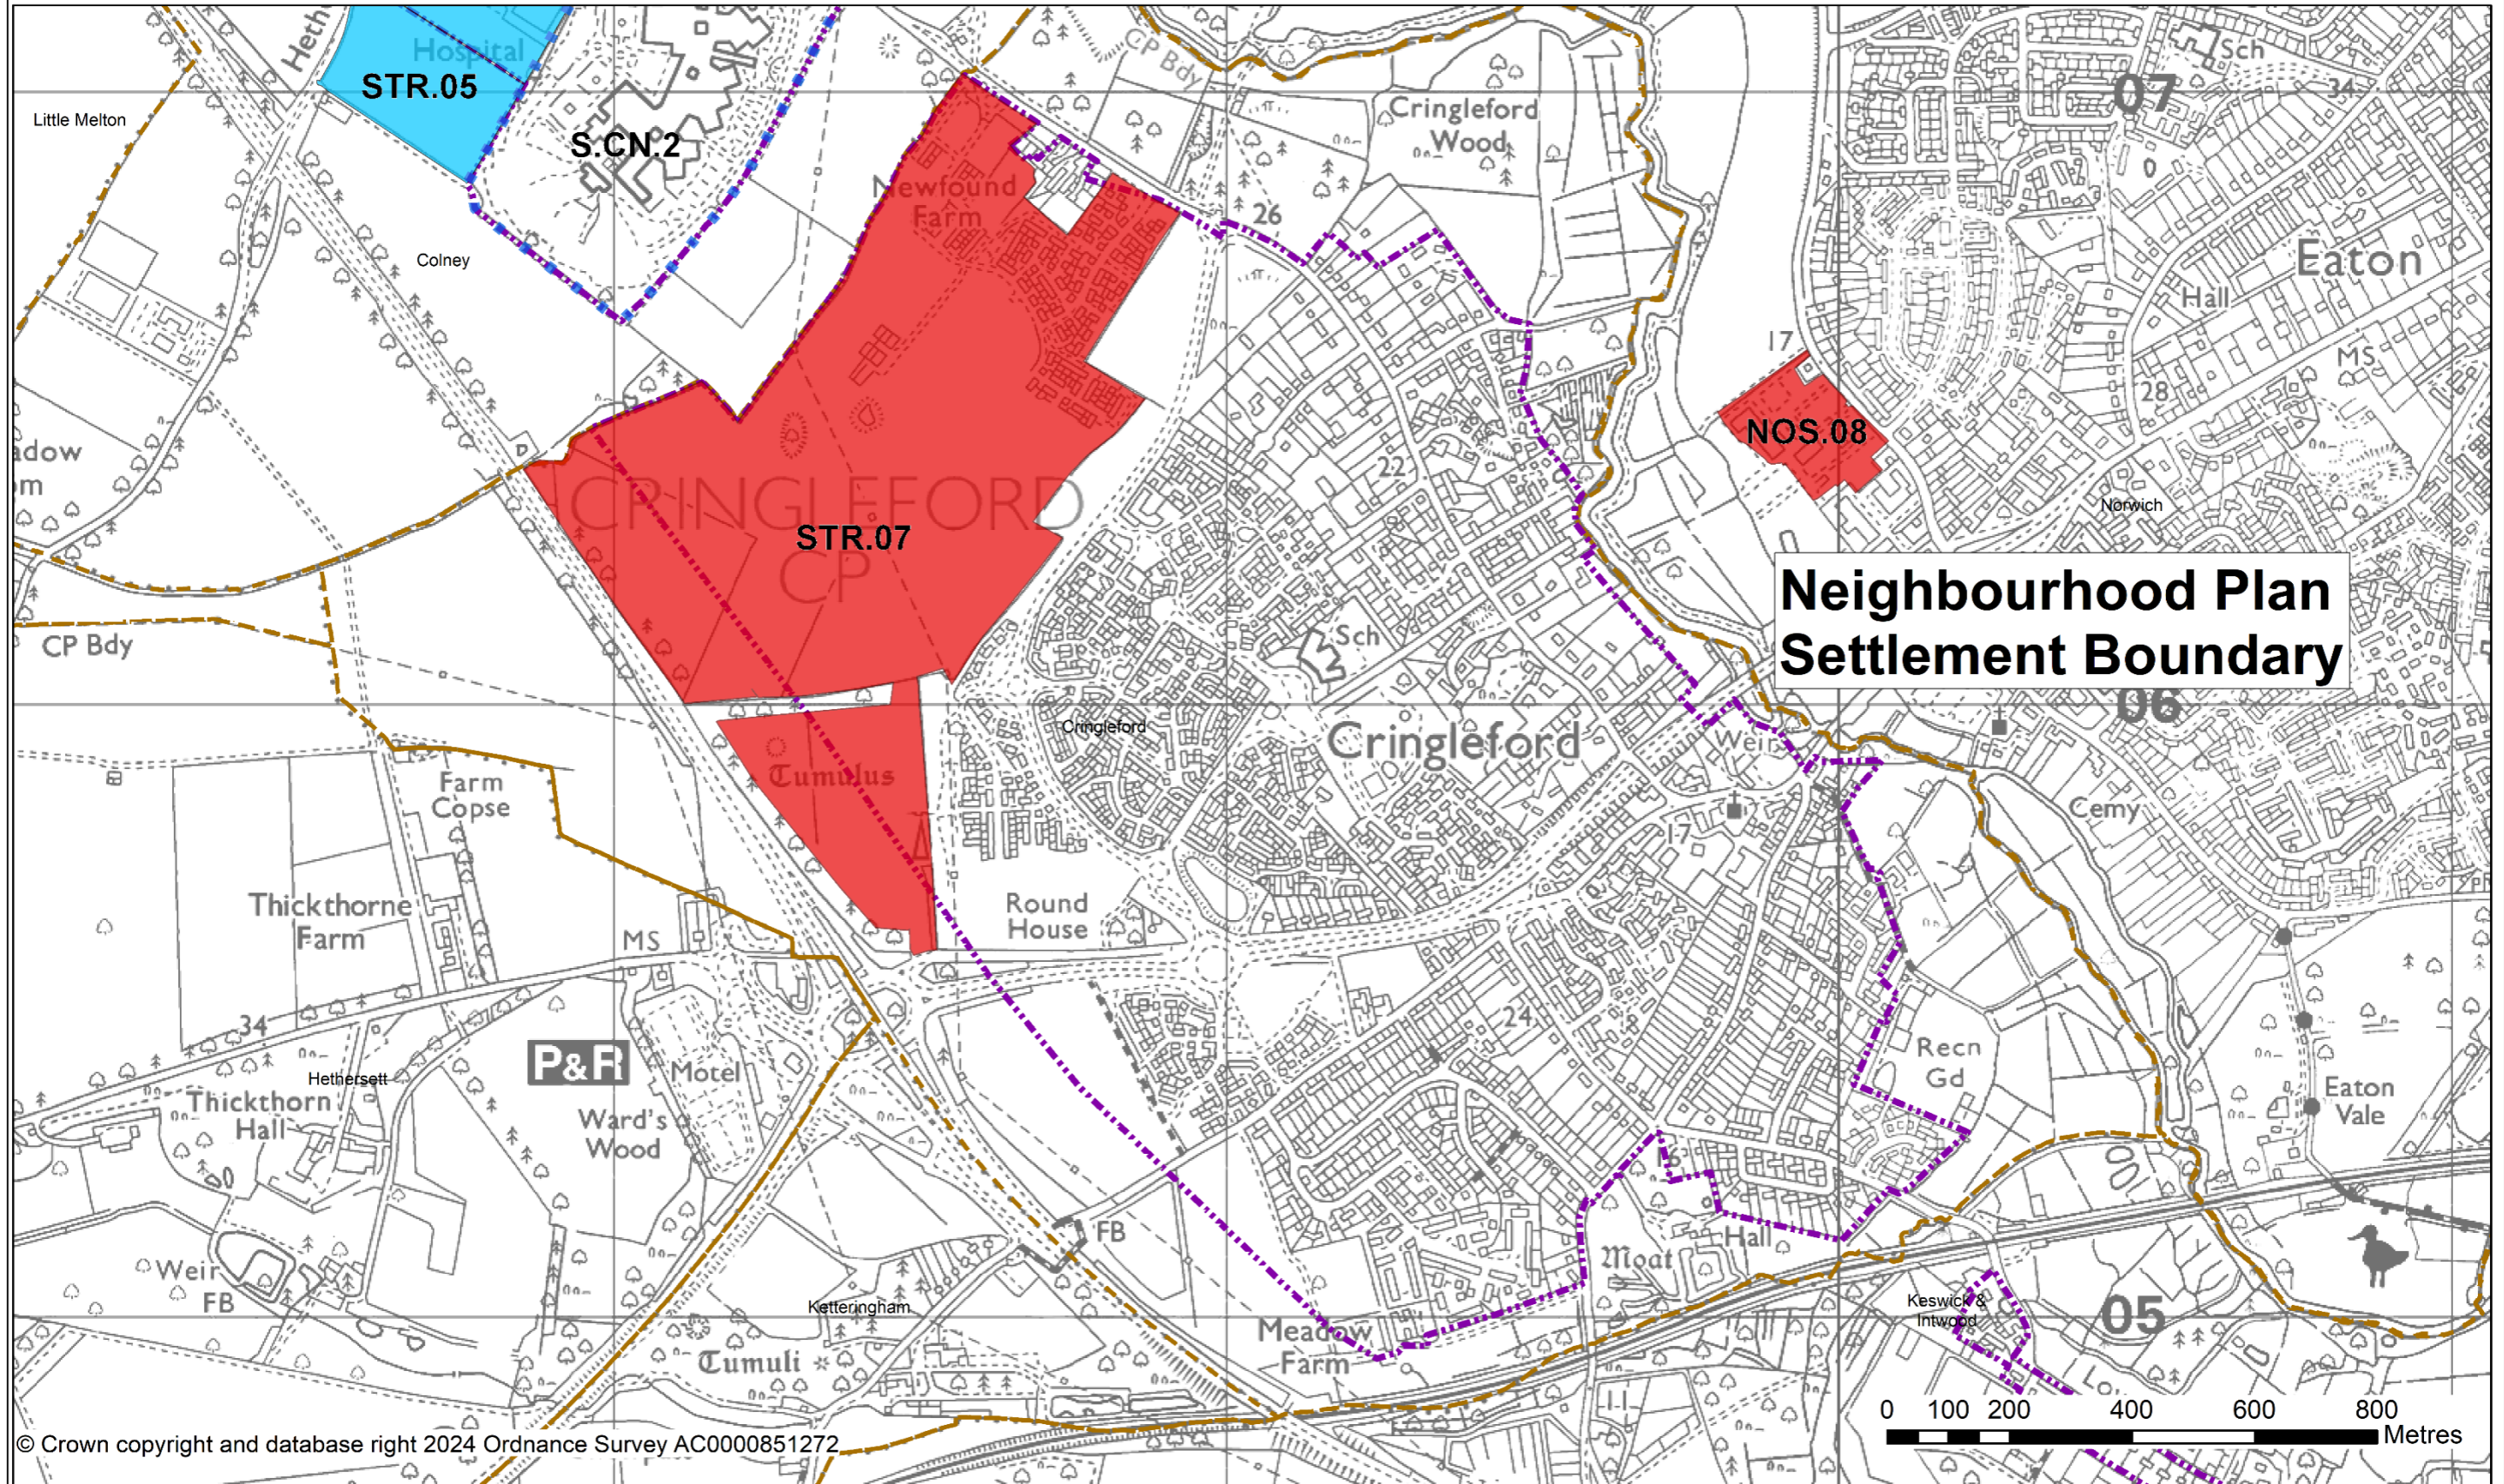 Heth
Hospital
STR.05
S.CN.2
Little Melton
Colney
CP Bdy
Cringleford
Wood
Sch
07
34
Eaton
Hall
MS
28
17
26
22
Newfound
Farm
NOS.08
Norwich
adow
m
D
CRINGLEFORD
CP
STR.07
CP Bdy
Sch
Neighbourhood Plan
Settlement Boundary
06
Cringleford
Cringleford
Weir
Tumulus
Farm
Copse
Cemy
17
Thickthorne
Farm
MS
Round
House
34
24
P&R
Motel
Hethersett
Thickthorn
Hall
Ward's
Wood
Recn
Gd
Eaton
Vale
16
FB
Hall
Moat
Weir
FB
Ketteringham
Keswick &
Intwood
05
Meadow
Farm
Tumuli
Lo
11
0 100 200 400 600 800
Metres
© Crown copyright and database right 2024 Ordnance Survey AC0000851272